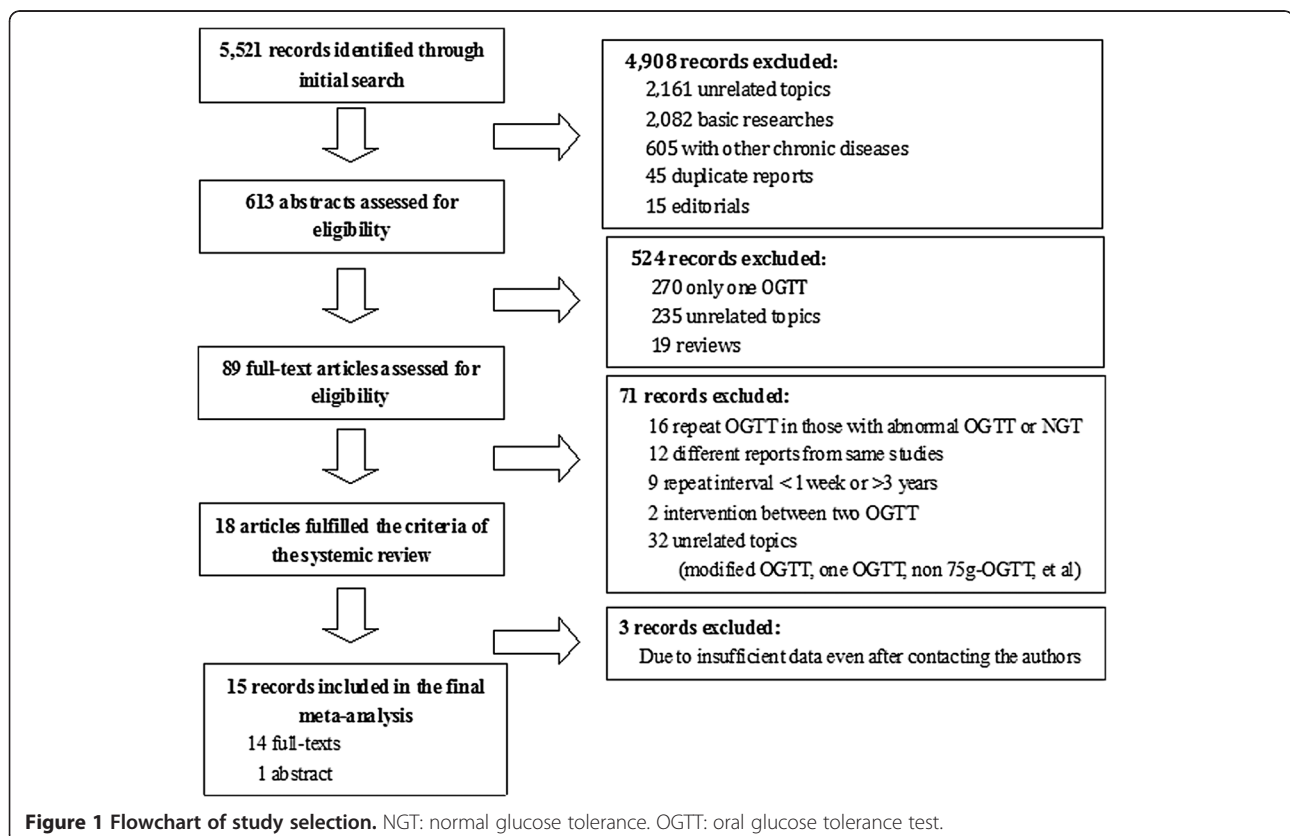 5,521 records identified through
initial search
4,908 records excluded:
2,161 unrelated topics
2,082 basic researches
605 with other chronic diseases
45 duplicate reports
15 editorials
613 abstracts assessed for
eligibility
524 records excluded:
270 only one OGTT
235 unrelated topics
19 reviews
89 full-text articles assessed for
eligibility
71 records excluded:
16 repeat OGTT in those with abnormal OGTT or NGT
12 different reports from same studies
9 repeat interval <1 week or >3 years
2 intervention between two OGTT
32 unrelated topics
(modified OGTT, one OGTT, non 75g-OGTT, et al)
18 articles fulfilled the criteria of
the systemic review
3 records excluded:
Due to insufficient data even after contacting the authors
15 records included in the final
meta-analysis
14 full-texts
1 abstract
Figure 1 Flowchart of study selection. NGT: normal glucose tolerance. OGTT: oral glucose tolerance test.